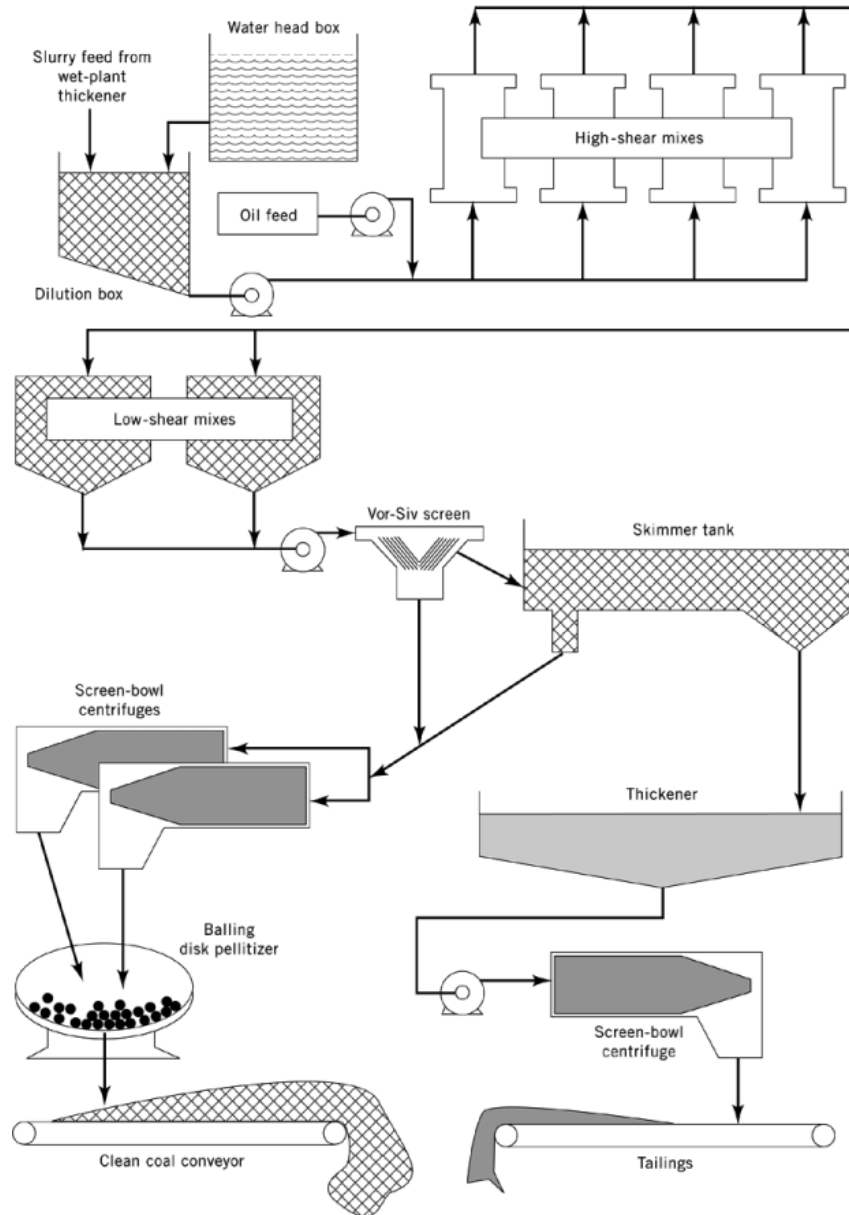 Water head box
Slurry feed from
wet-plant
thickener
High-shear mixes
Oil feed
Dilution box
Low-shear mixes
Vor-Siv screen
Skimmer tank
Screen-bowl
centrifuges
Thickener
Balling
disk pellitizer
Screen-bowl
centrifuge
Clean coal conveyor
Tailings